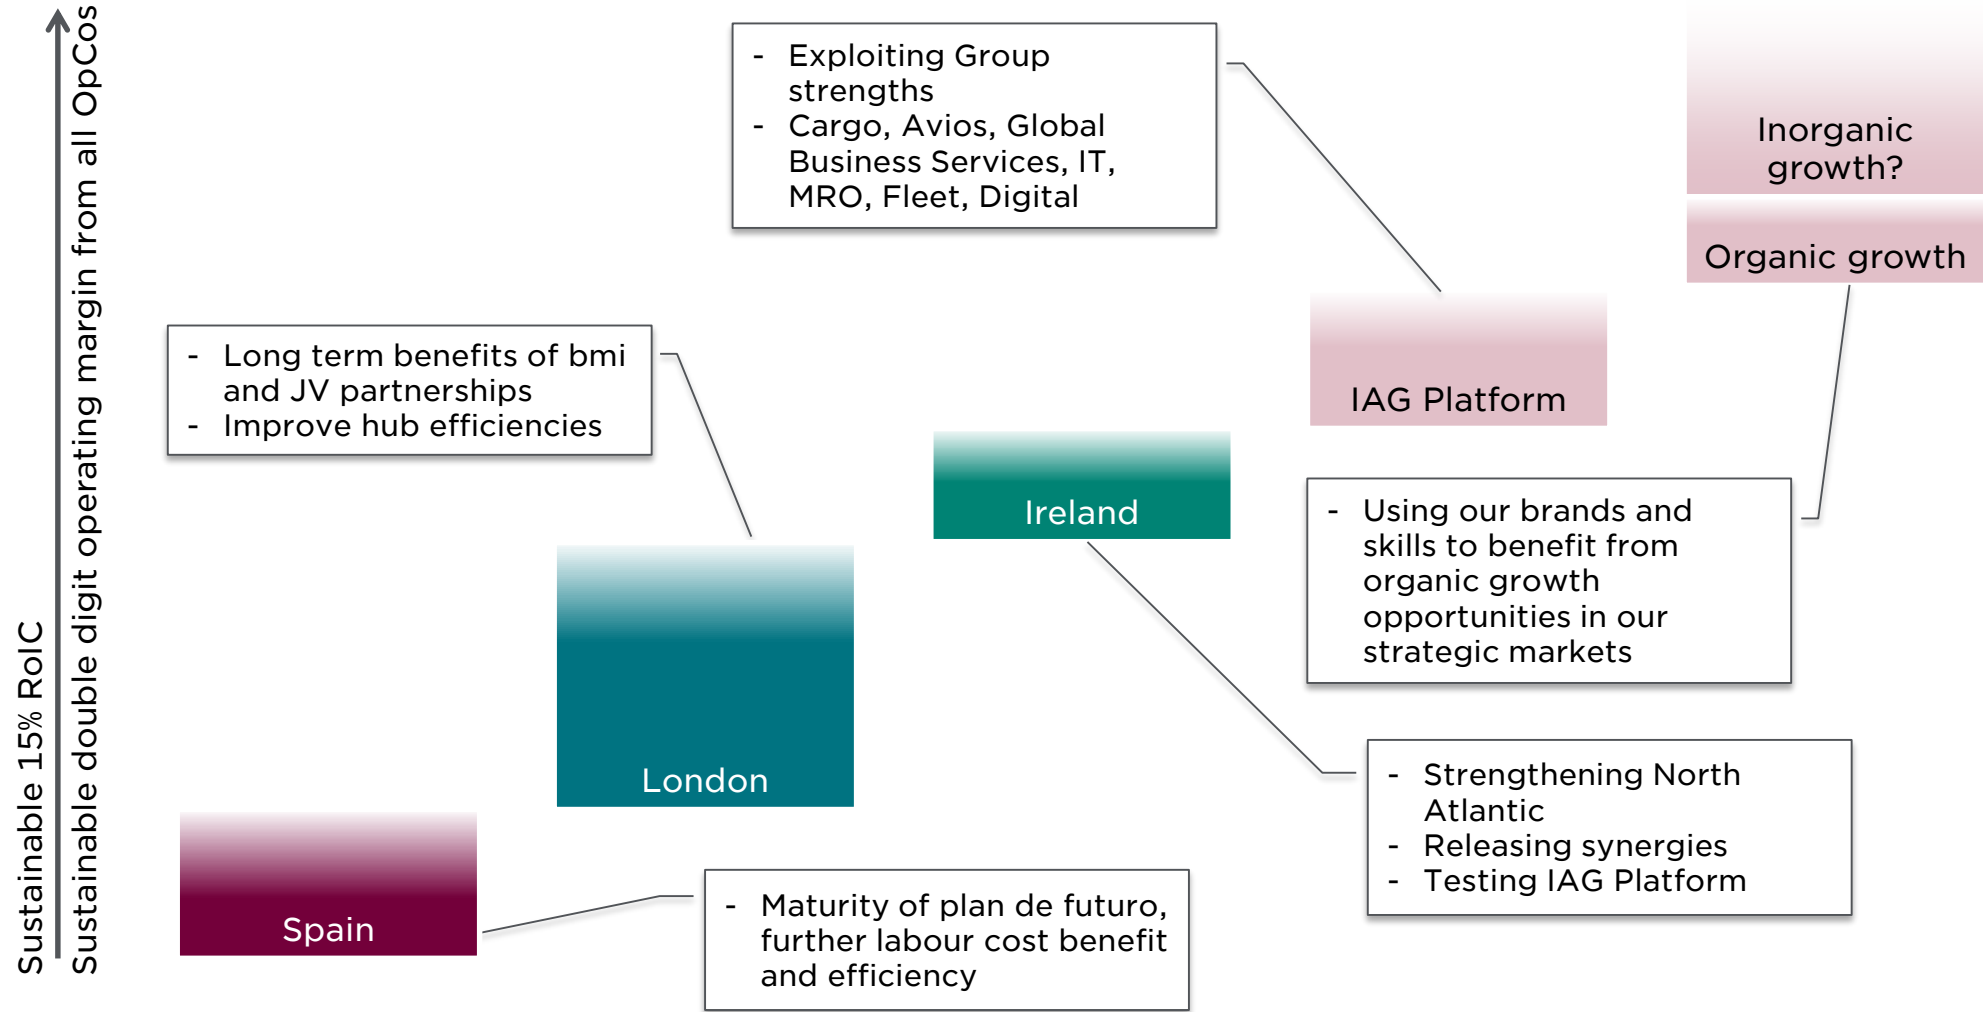 Sustainable 15% RoIC
Sustainable double digit operating margin from all OpCos
- Exploiting Group
strengths
- Cargo, Avios, Global
Business Services, IT,
MRO, Fleet, Digital
Inorganic
growth?
Organic growth
- Long term benefits of bmi
and JV partnerships
- Improve hub efficiencies
IAG Platform
Ireland
- Using our brands and
skills to benefit from
organic growth
opportunities in our
strategic markets
London
- Strengthening North
Atlantic
- Releasing synergies
- Testing IAG Platform
Spain
- Maturity of plan de futuro,
further labour cost benefit
and efficiency